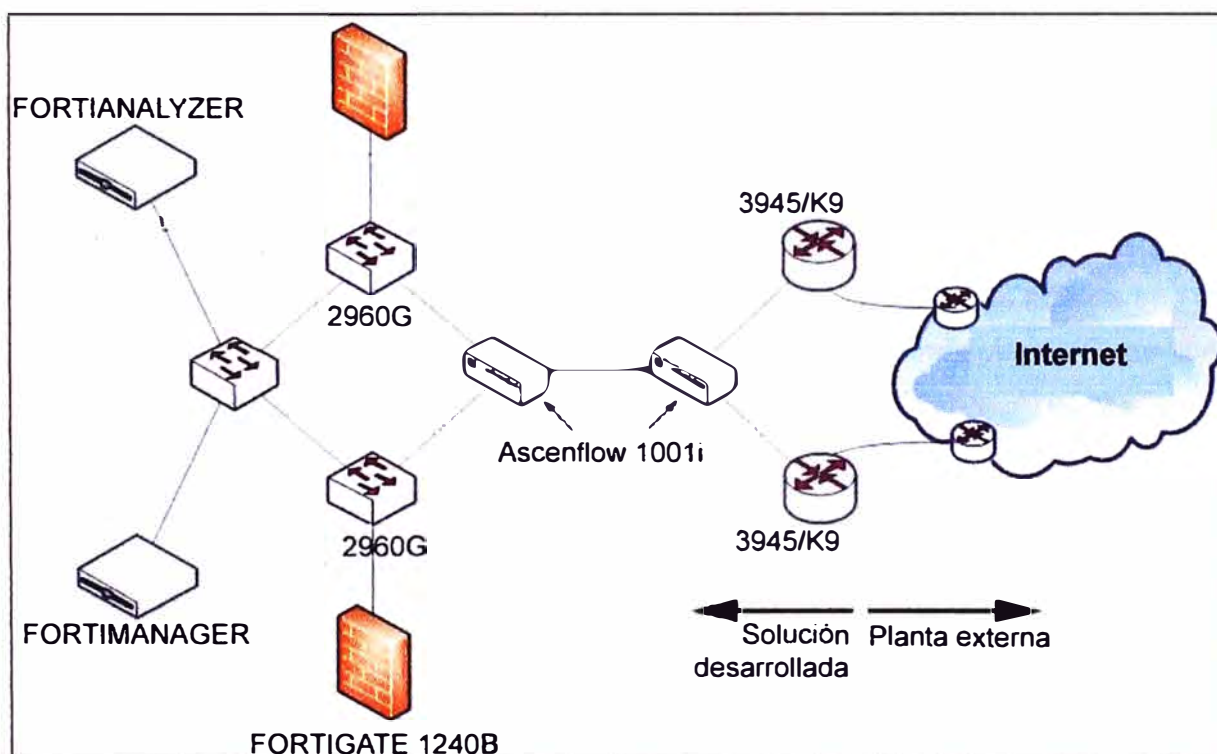 FORTIANALYZER
3945/K9
2960G
Internet
Ascenflow 1001i
2960G
3945/K9
FORTIMANAGER
Solución
desarrollada
Planta externa
FORTIGATE 1240B